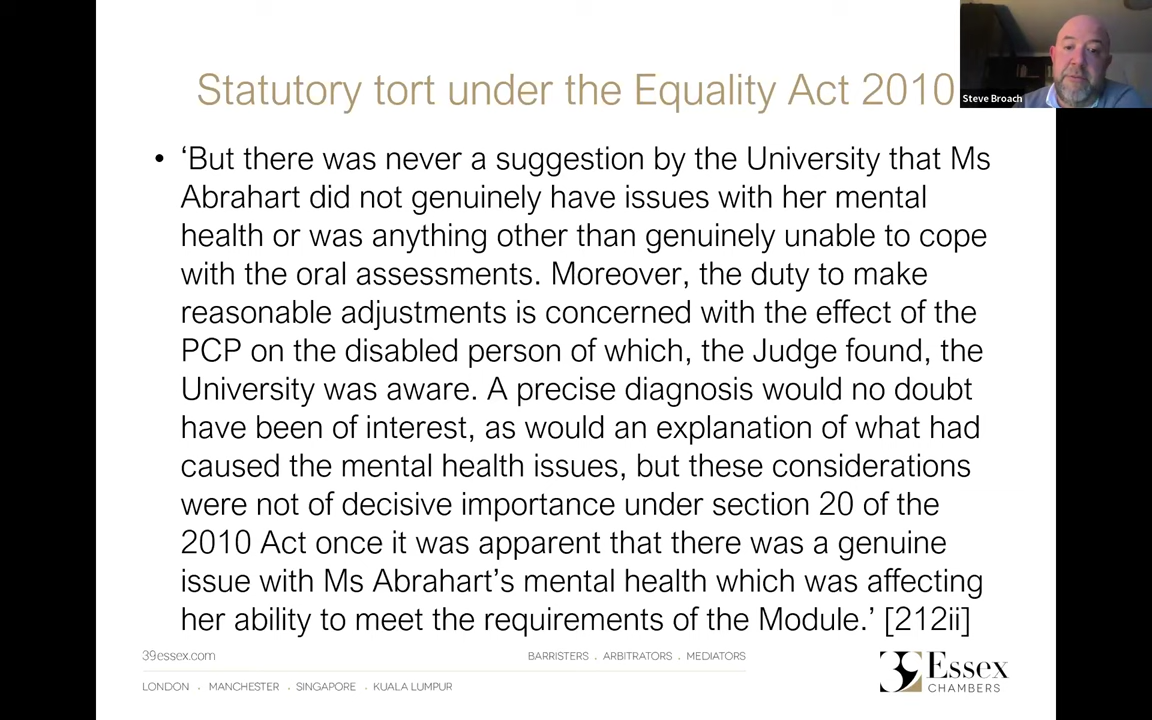 Statutory tort under the Equality Act 2010
Steve Broach
• ‘But there was never a suggestion by the University that Ms
Abrahart did not genuinely have issues with her mental
health or was anything other than genuinely unable to cope
with the oral assessments. Moreover, the duty to make
reasonable adjustments is concerned with the effect of the
PCP on the disabled person of which, the Judge found, the
University was aware. A precise diagnosis would no doubt
have been of interest, as would an explanation of what had
caused the mental health issues, but these considerations
were not of decisive importance under section 20 of the
2010 Act once it was apparent that there was a genuine
issue with Ms Abrahart’s mental health which was affecting
her ability to meet the requirements of the Module.’ [212ii]
39essex.com
BARRISTERS . ARBITRATORS . MEDIATORS
LONDON . MANCHESTER . SINGAPORE . KUALA LUMPUR
39 Essex
CHAMBERS